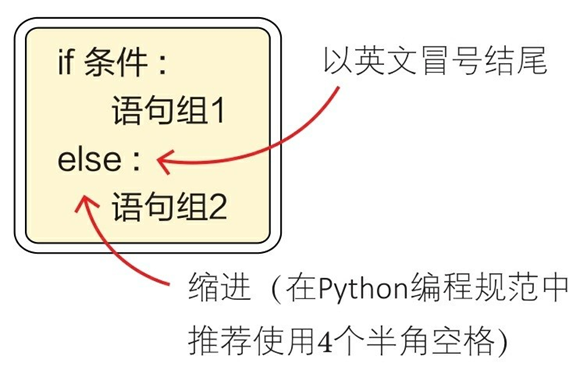 if 条件：
语句组1
else：
语句组2
以英文冒号结尾
缩进（在Python编程规范中
推荐使用4个半角空格）